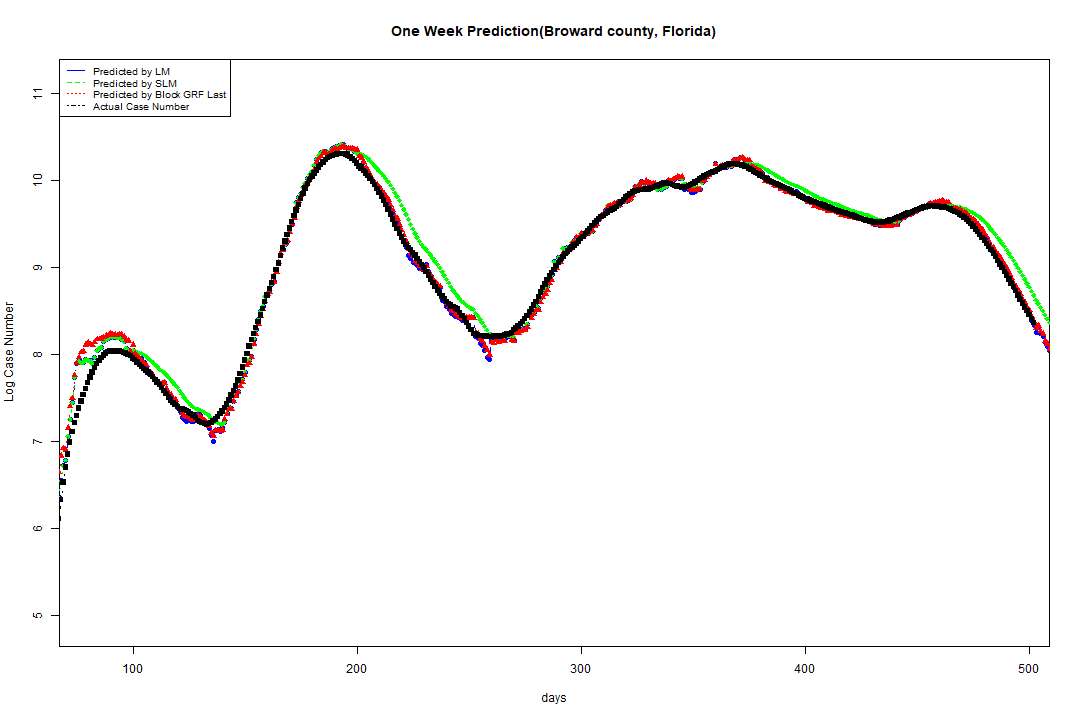 One Week Prediction(Broward county, Florida)
Predicted by LM
Predicted by SLM
Predicted by Block GRF Last
Actual Case Number
11
10
9
8
7
6
5
Log Case Number
100 200 300 400 500
days